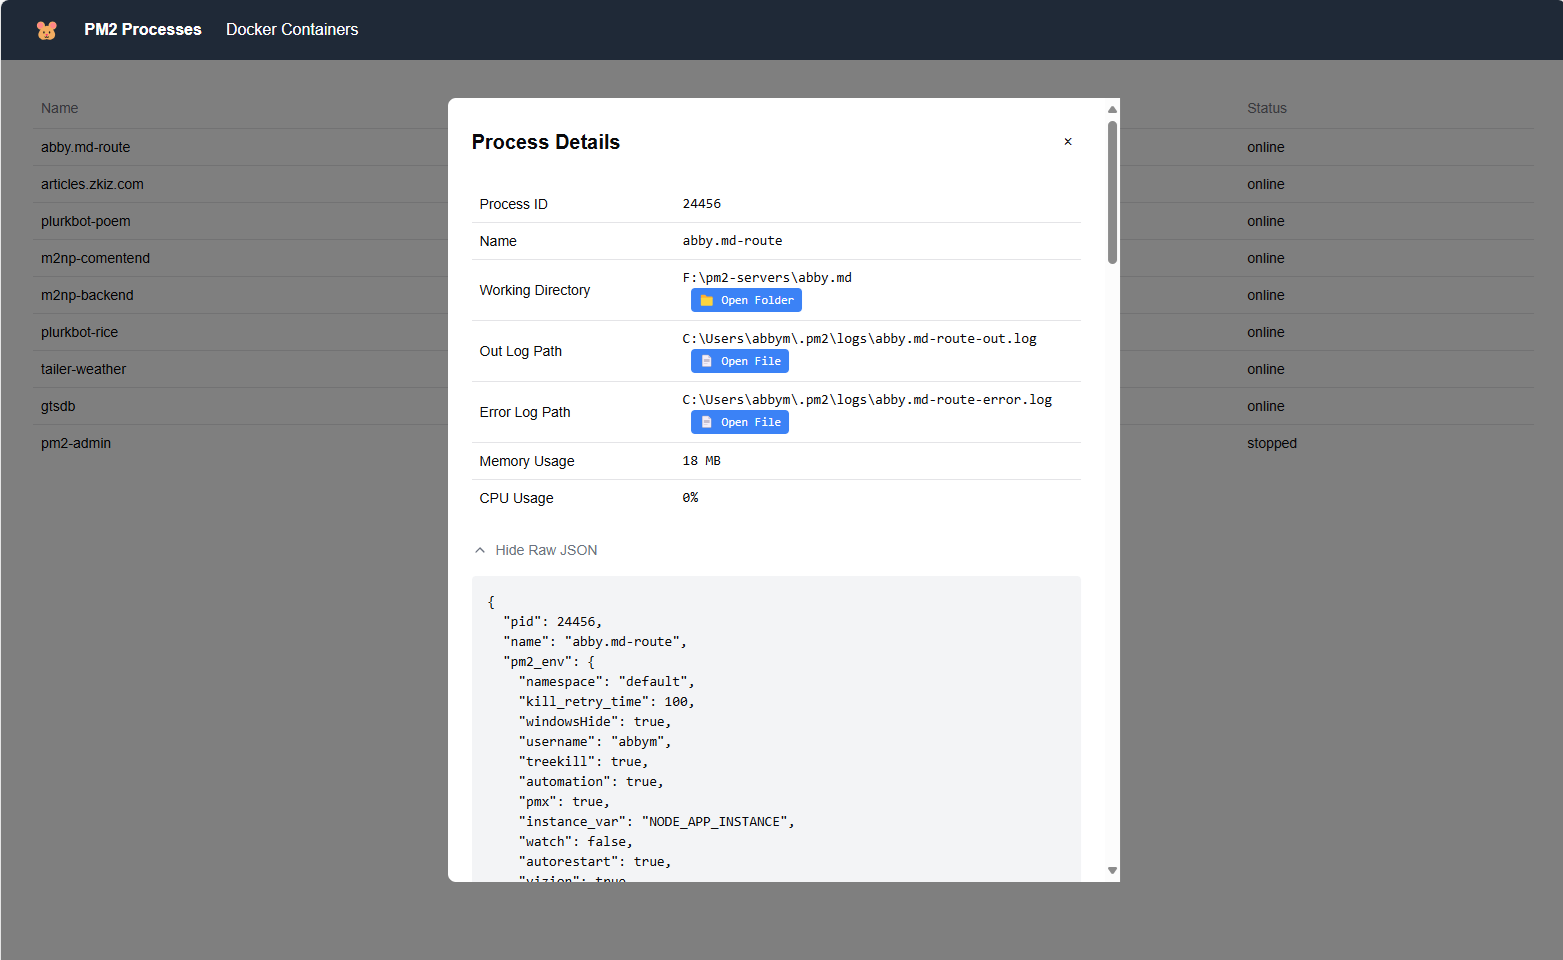 PM2 Processes Docker Containers
Name Status
abby.md-route online
articles.zkiz.com online
plurkbot-poem online
m2np-comentend online
m2np-backend online
plurkbot-rice online
tailer-weather online
gtsdb online
pm2-admin stopped
Process Details ×
Process ID 24456
Name abby.md-route
Working Directory F:\pm2-servers\abby.md
Open Folder
Out Log Path C:\Users\abbym\.pm2\logs\abby.md-route-out.log
Open File
Error Log Path C:\Users\abbym\.pm2\logs\abby.md-route-error.log
Open File
Memory Usage 18 MB
CPU Usage 0%
Hide Raw JSON
{
"pid": 24456,
"name": "abby.md-route",
"pm2_env": {
"namespace": "default",
"kill_retry_time": 100,
"windowsHide": true,
"username": "abbym",
"treekill": true,
"automation": true,
"pmx": true,
"instance_var": "NODE_APP_INSTANCE",
"watch": false,
"autorestart": true,
"vizion": true